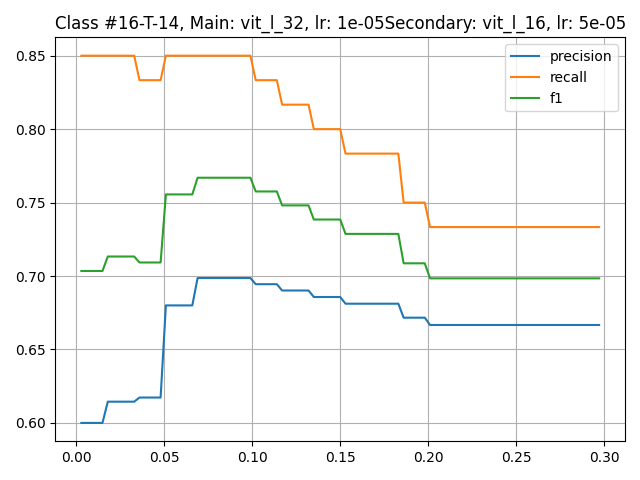 Class #16-T-14, Main: vit_l_32, lr: 1e-05Secondary: vit_l_16, lr: 5e-05
precision
recall
f1
0.85
0.80
0.75
0.70
0.65
0.60
0.00 0.05 0.10 0.15 0.20 0.25 0.30